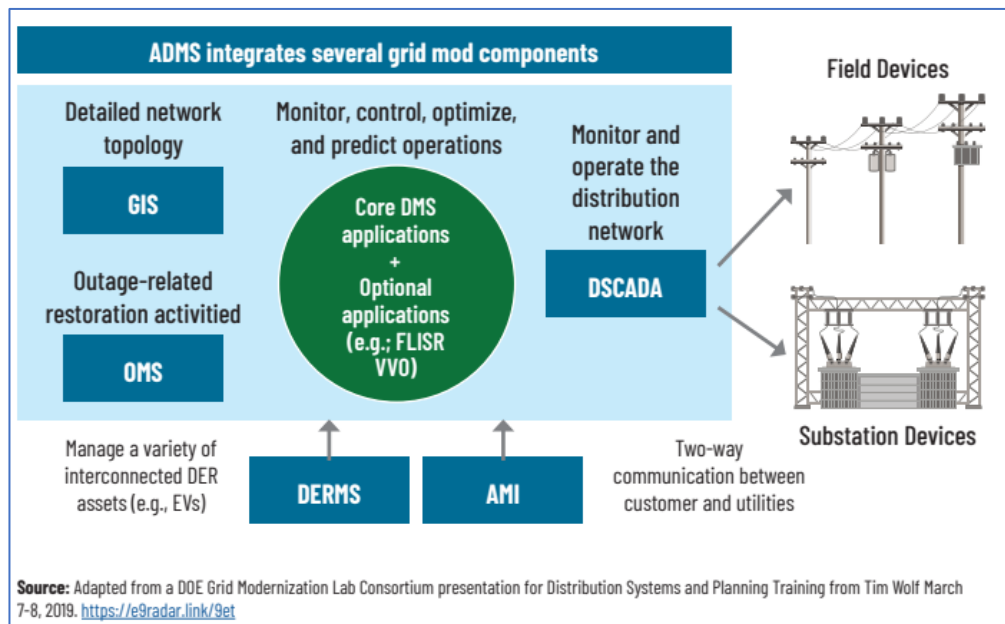 ADMS integrates several grid mod components
Detailed network
topology
GIS
Outage-related
restoration activitied
OMS
Monitor, control, optimize,
and predict operations
Core DMS
applications
+
Optional
applications
(e.g.; FLISR
VVO)
Monitor and
operate the
distribution
network
DSCADA
Field Devices
Substation Devices
Manage a variety of
interconnected DER
assets (e.g., EVs)
DERMS
AMI
Two-way
communication between
customer and utilities
Source: Adapted from a DOE Grid Modernization Lab Consortium presentation for Distribution Systems and Planning Training from Tim Wolf March
7-8, 2019. https://e9radar.link/9et